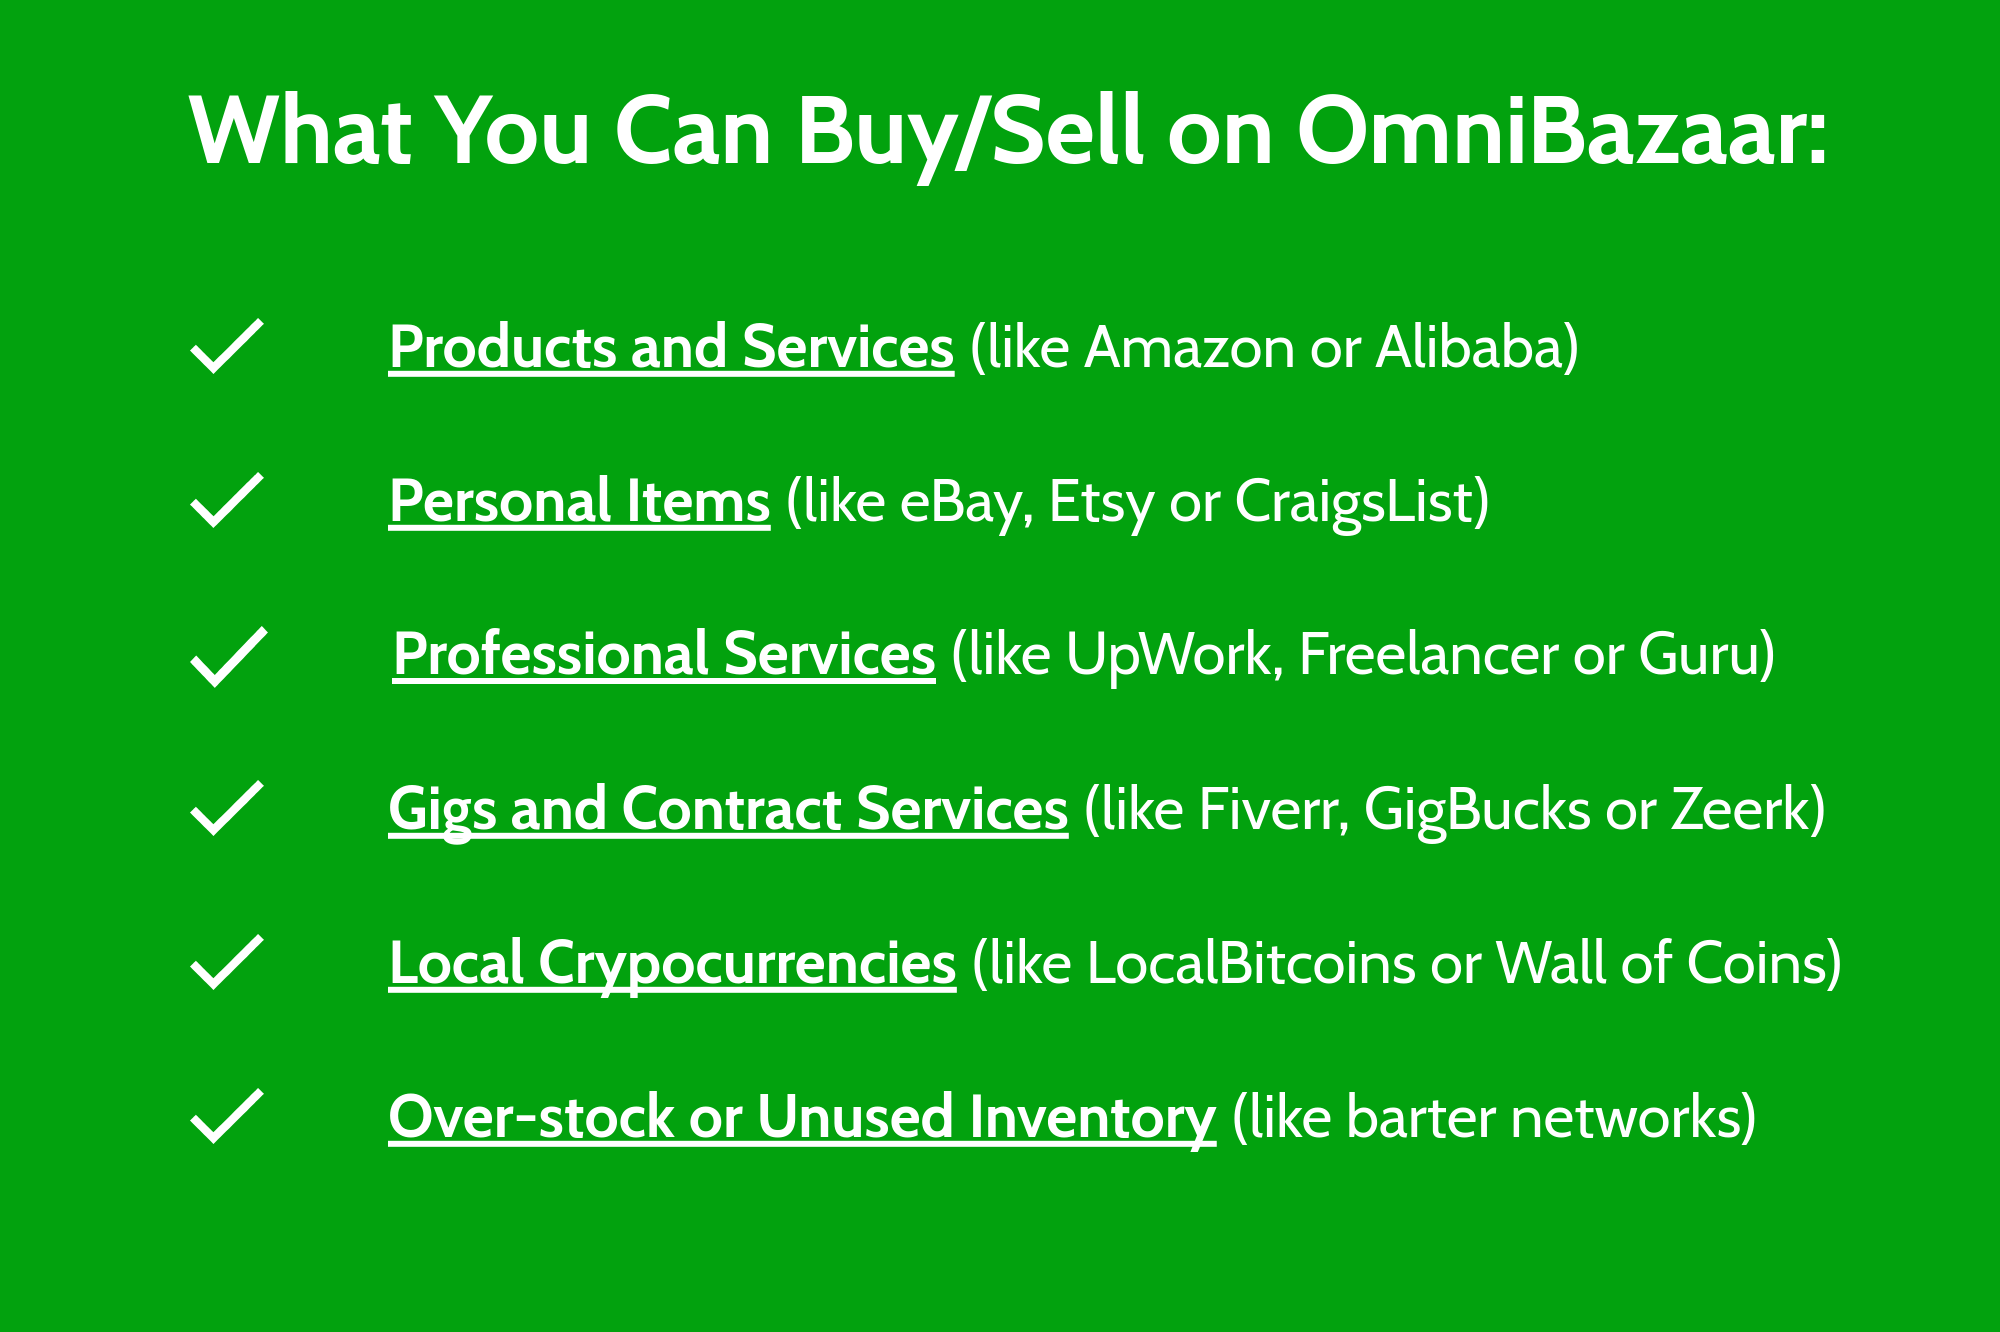 What You Can Buy/Sell on OmniBazaar:
Products and Services (like Amazon or Alibaba)
Personal Items (like eBay, Etsy or CraigsList)
Professional Services (like UpWork, Freelancer or Guru)
Gigs and Contract Services (like Fiverr, GigBucks or Zeerk)
Local Crypocurrencies (like LocalBitcoins or Wall of Coins)
Over-stock or Unused Inventory (like barter networks)